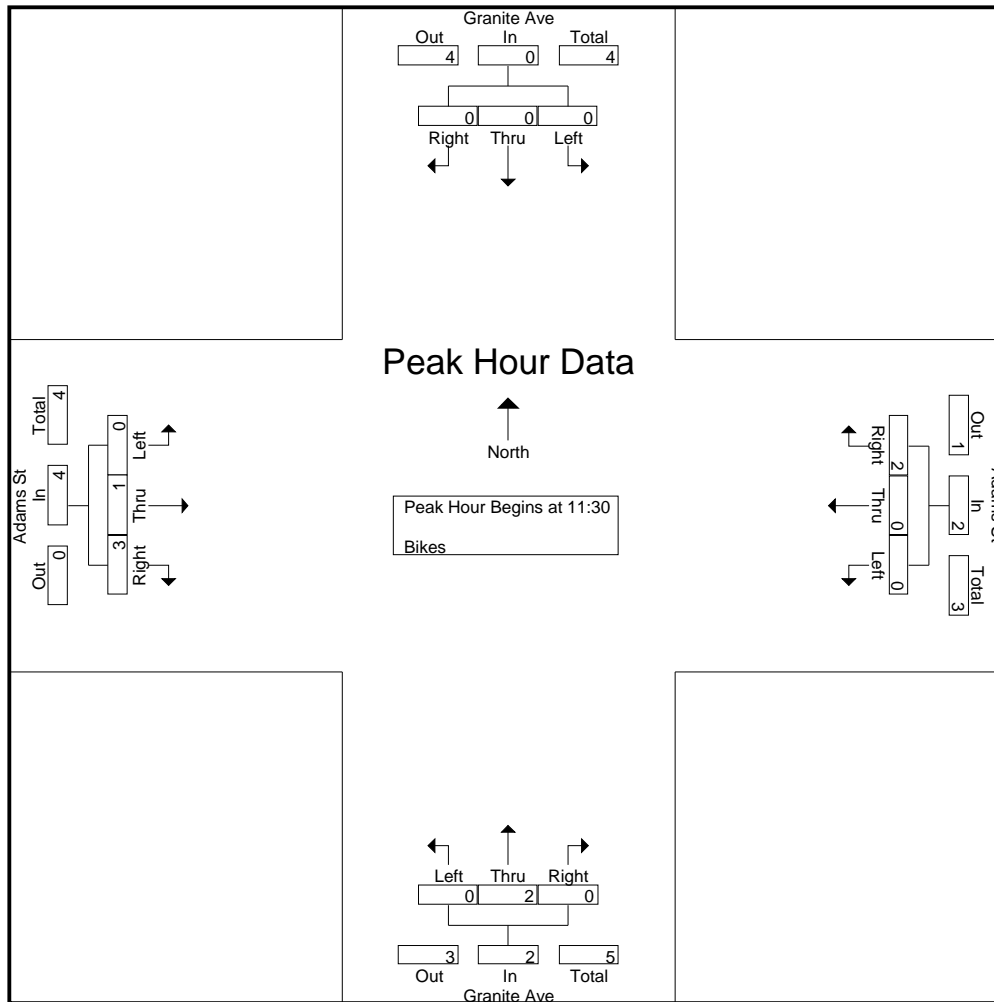 Granite Ave
Out In Total
4 0 4
0 0 0
Right Thru Left
Peak Hour Data
North
Peak Hour Begins at 11:30
Bikes
Adams St
Total In Out
4 4 0
0 1 3
Left Thru Right
Right Thru Left
2 0 0
Out In Total
1 2 3
Adams St
Left Thru Right
0 2 0
3 2 5
Out In Total
Granite Ave